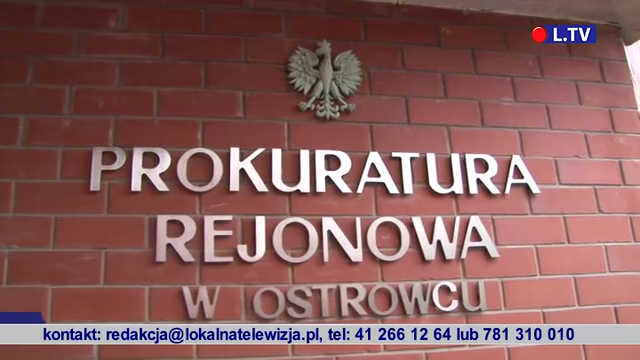 L.TV
PROKURATURA
REJONOWA
W OSTROWCU
kontakt: redakcja@lokalnatelewizja.pl, tel: 41 266 12 64 lub 781 310 010